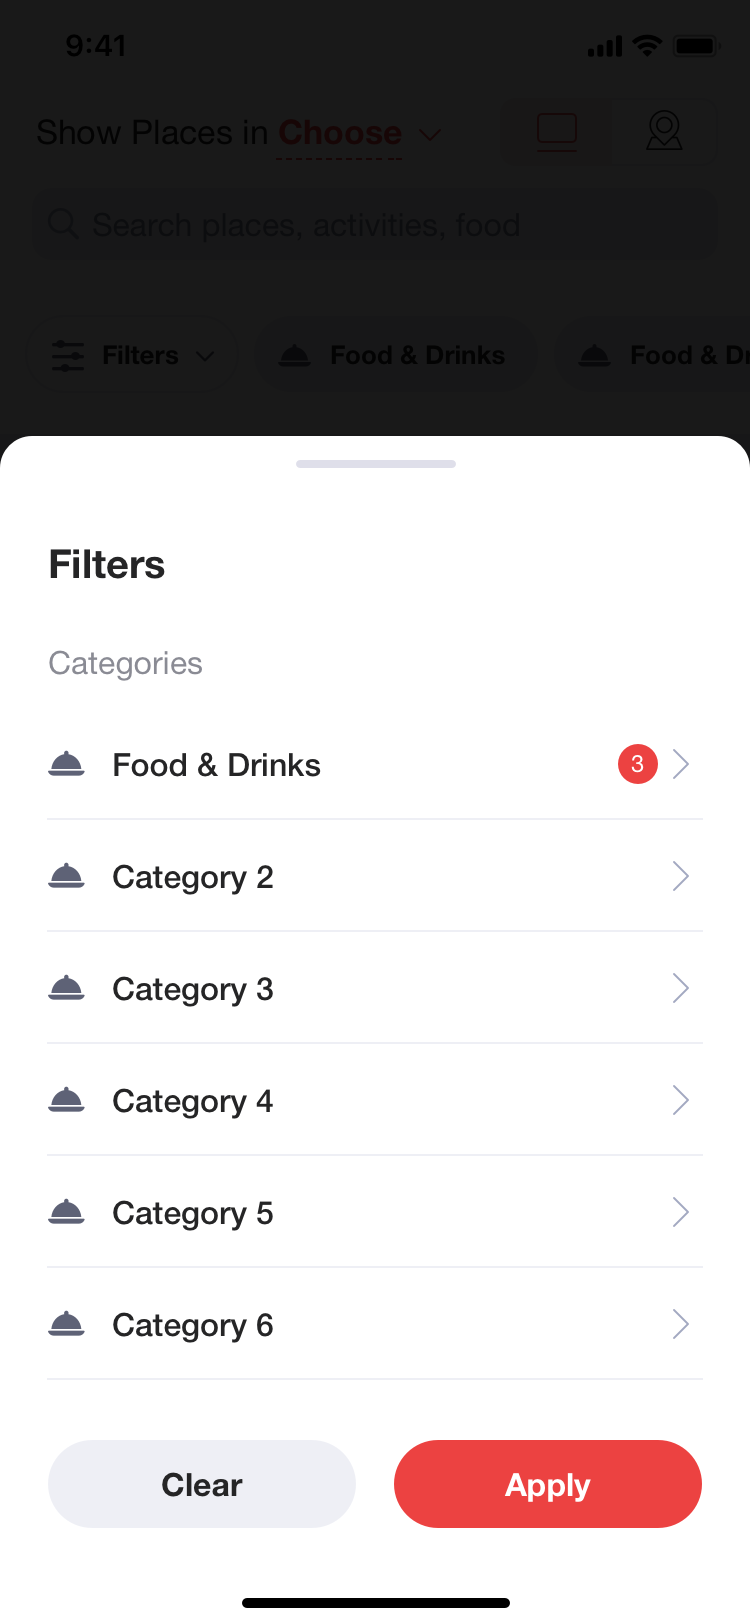 9:41
Show Places in Choose
Search places, activities, food
Filters
Food & Drinks
Food & Dr
Filters
Categories
Food & Drinks
3
Category 2
Category 3
Category 4
Category 5
Category 6
Clear
Apply